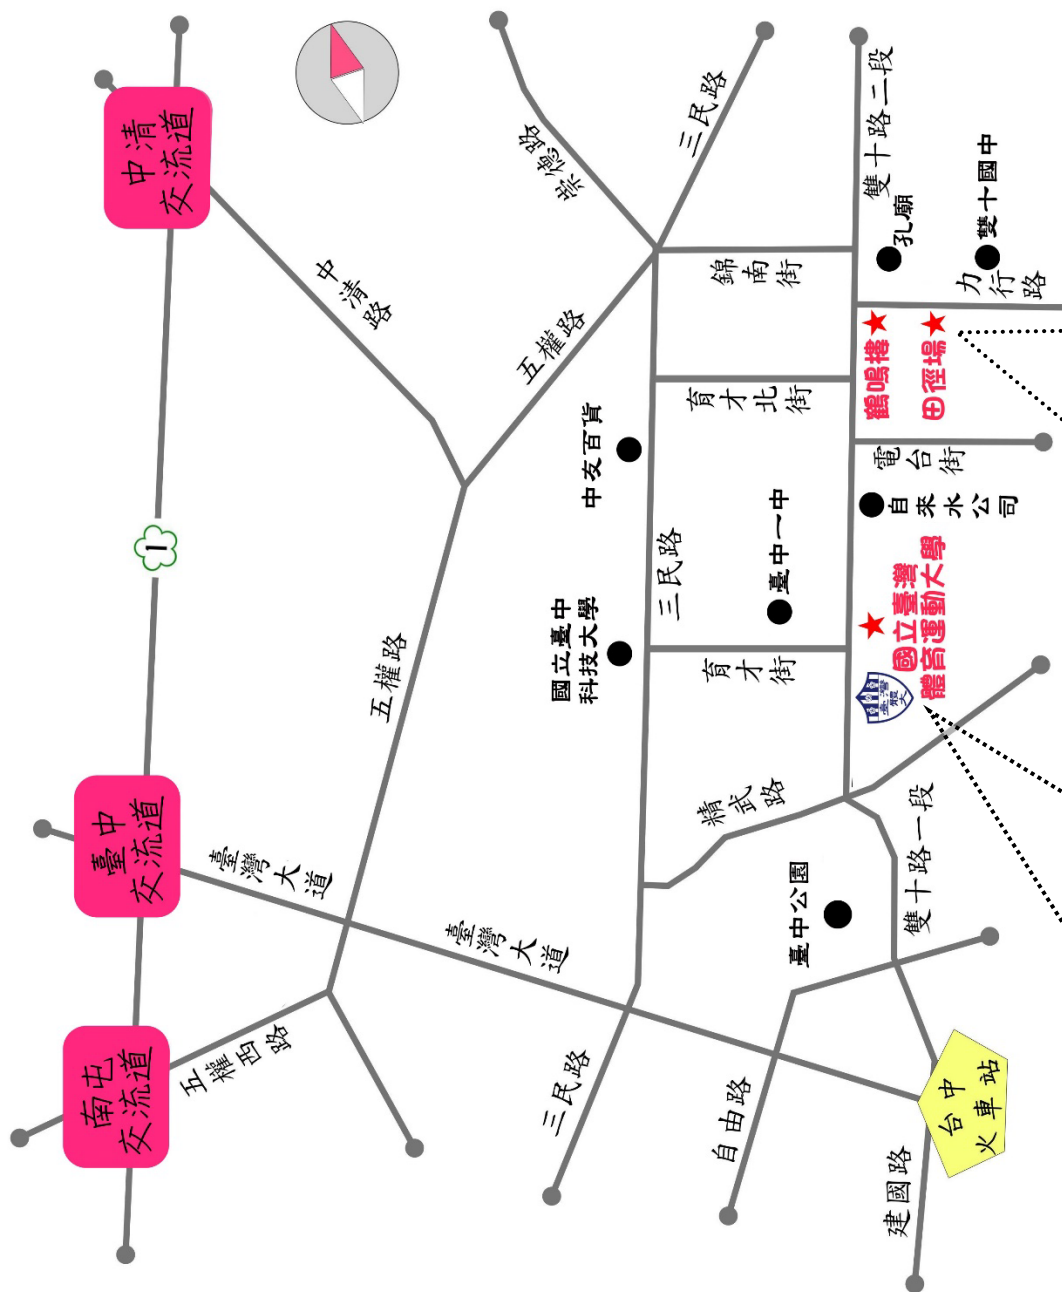 中清
交流道
臺中
交流道
南屯
交流道
1
中清路
崇德路
三民路
雙十路二段
孔廟
雙十國中
力行路
錦南街
五權路
鶴鳴樓
田徑場
育才北街
中友百貨
電台街
自來水公司
臺中一中
三民路
國立臺中
科技大學
育才街
國立臺灣
體育運動大學
臺灣體大
五權路
精武路
雙十路一段
臺中公園
臺灣大道
臺灣大道
五權西路
三民路
自由路
建國路
台中
火車站